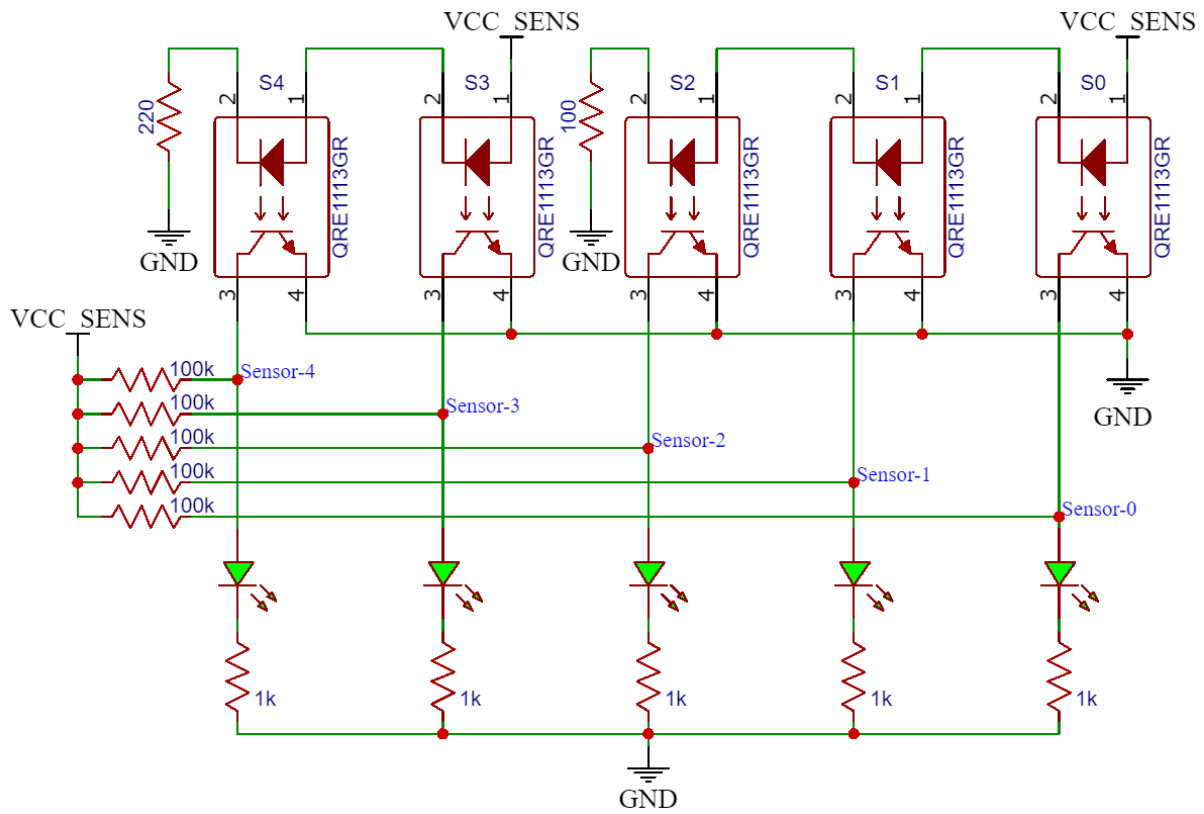 VCC_SENS
VCC_SENS
S4
S3
S2
S1
S0
220
2
1
2
1
100
2
1
2
1
2
1
QRE1113GR
QRE1113GR
QRE1113GR
QRE1113GR
QRE1113GR
GND
GND
3
4
3
4
3
4
3
4
3
4
VCC_SENS
100k
Sensor-4
GND
100k
Sensor-3
100k
Sensor-2
100k
Sensor-1
100k
Sensor-0
1k
1k
1k
1k
1k
GND